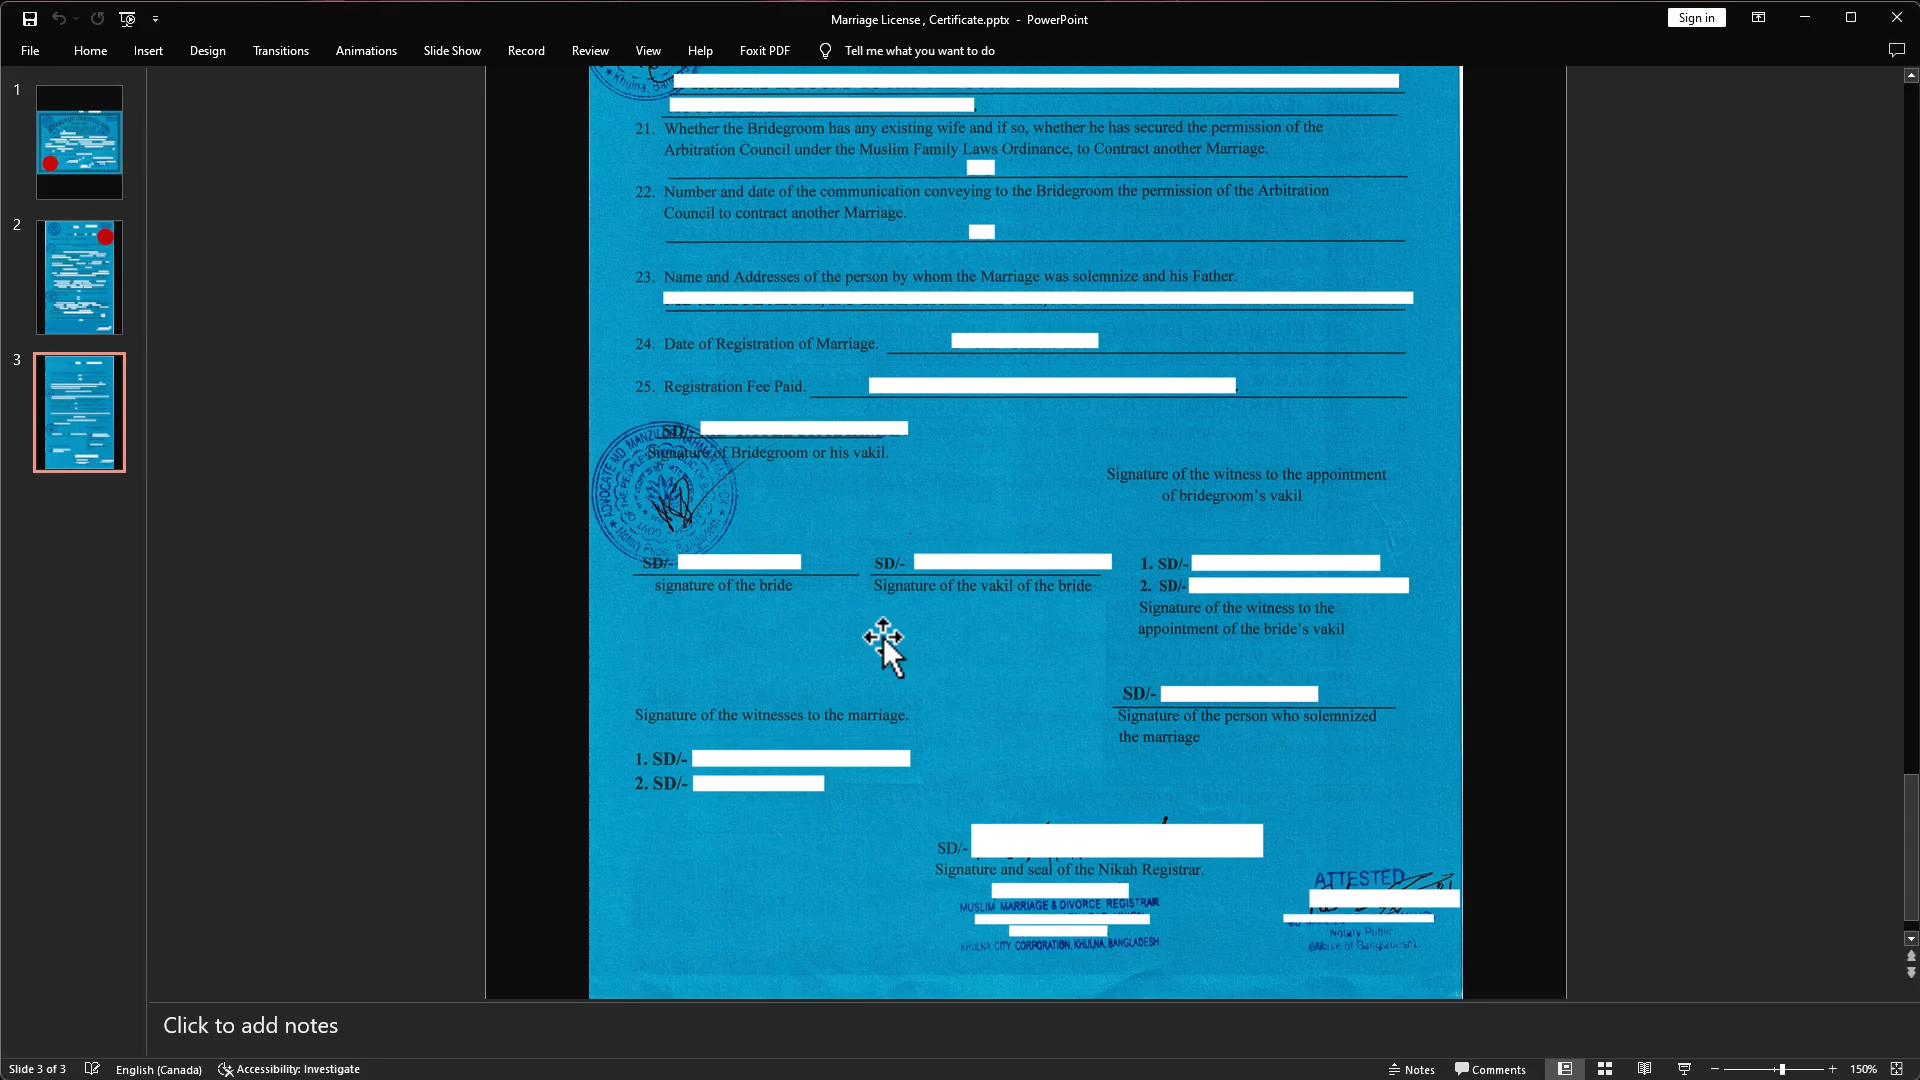 Marriage License , Certificate.pptx - PowerPoint
Sign in
File Home Insert Design Transitions Animations Slide Show Record Review View Help Foxit PDF Tell me what you want to do
1
2
3
Khulna, Ban
21. Whether the Bridegroom has any existing wife and if so, whether he has secured the permission of the
Arbitration Council under the Muslim Family Laws Ordinance, to Contract another Marriage.
22. Number and date of the communication conveying to the Bridegroom the permission of the Arbitration
Council to contract another Marriage.
23. Name and Addresses of the person by whom the Marriage was solemnize and his Father.
24. Date of Registration of Marriage.
25. Registration Fee Paid.
SD/-
Signature of Bridegroom or his vakil.
ADVOCATE MD. MANZIL
Notary Public, Bangladesh
Signature of the witness to the appointment
of bridegroom's vakil
SD/- SD/- 1. SD/-
signature of the bride Signature of the vakil of the bride 2. SD/-
Signature of the witness to the
appointment of the bride's vakil
SD/-
Signature of the witnesses to the marriage. Signature of the person who solemnized
the marriage
1. SD/-
2. SD/-
SD/-
Signature and seal of the Nikah Registrar.
MUSLIM MARRIAGE & DIVORCE REGISTRAR
KHULNA CITY CORPORATION, KHULNA, BANGLADESH.
ATTESTED
Notary Public
Click to add notes
Slide 3 of 3 English (Canada) Accessibility: Investigate Notes Comments 150%